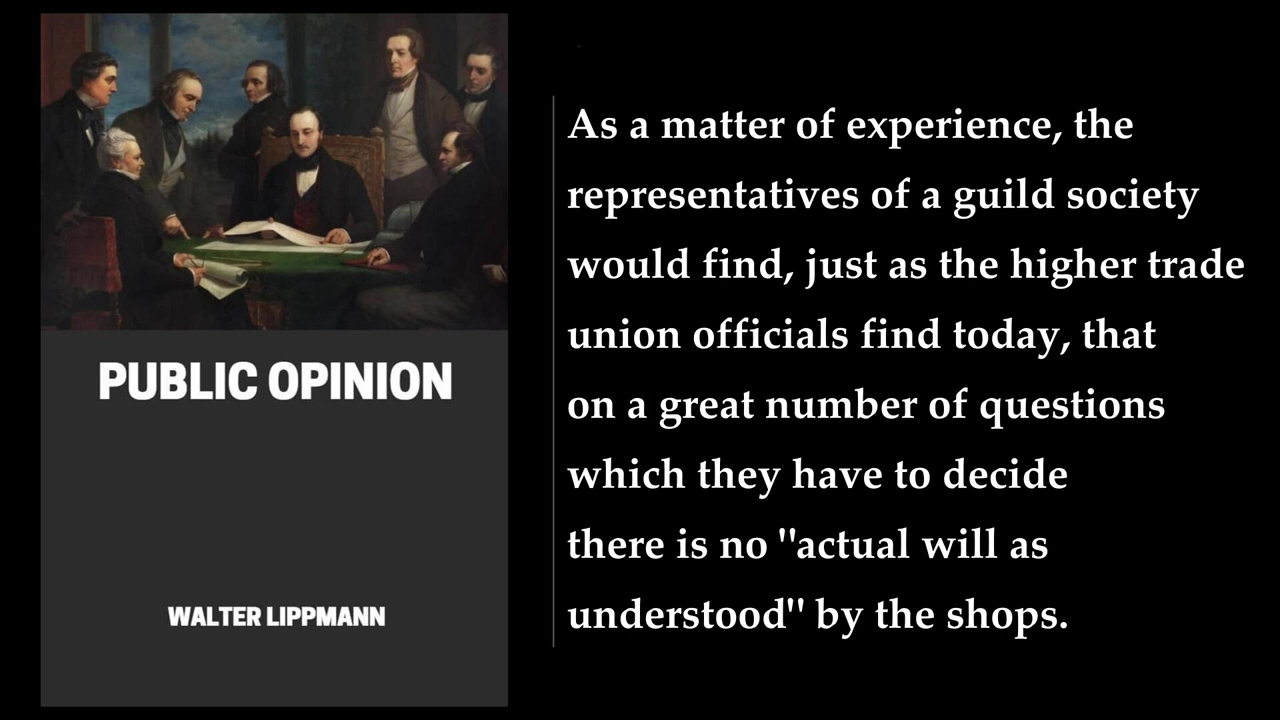 PUBLIC OPINION
WALTER LIPPMANN
As a matter of experience, the
representatives of a guild society
would find, just as the higher trade
union officials find today, that
on a great number of questions
which they have to decide
there is no "actual will as
understood" by the shops.